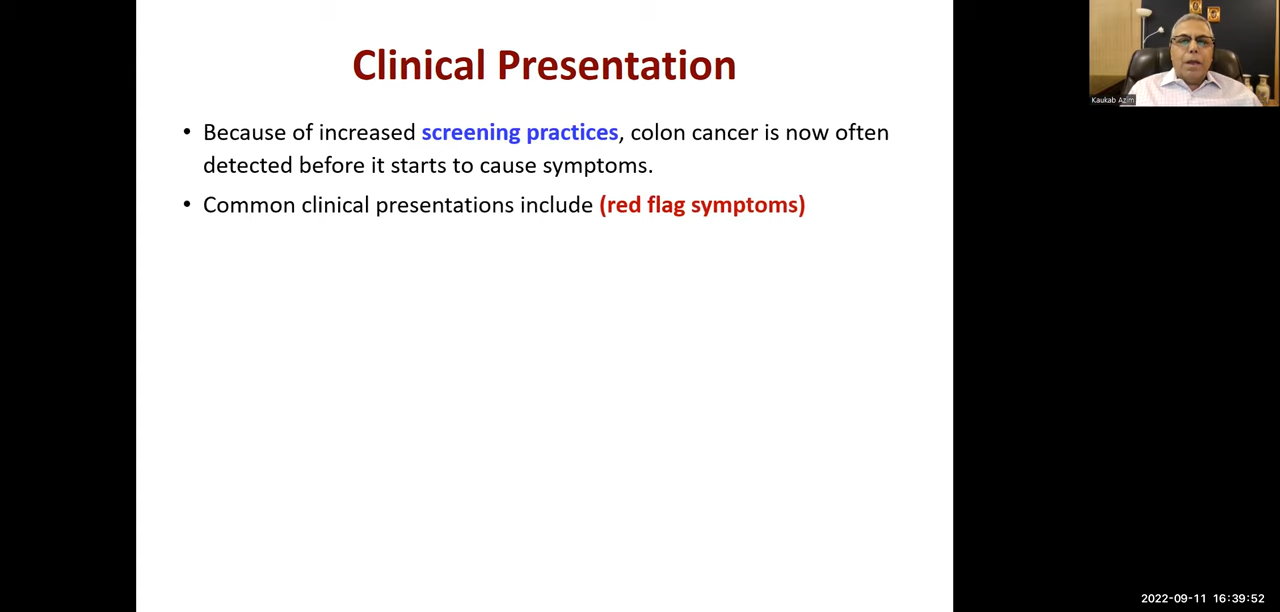 Clinical Presentation
• Because of increased screening practices, colon cancer is now often
detected before it starts to cause symptoms.
• Common clinical presentations include (red flag symptoms)
Kaukab Azim
2022-09-11 16:39:52